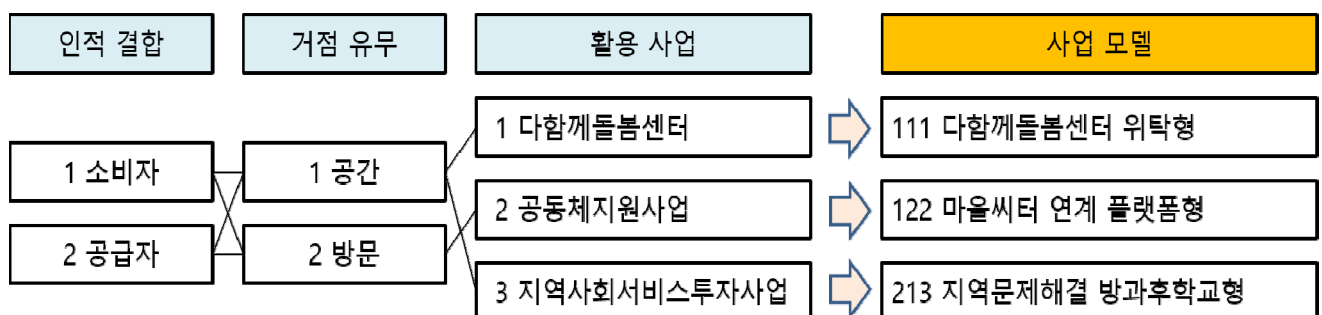 인적 결합
거점 유무
활용 사업
사업 모델
1 소비자
2 공급자
1 공간
2 방문
1 다함께돌봄센터
2 공동체지원사업
3 지역사회서비스투자사업
111 다함께돌봄센터 위탁형
122 마을씨터 연계 플랫폼형
213 지역문제해결 방과후학교형